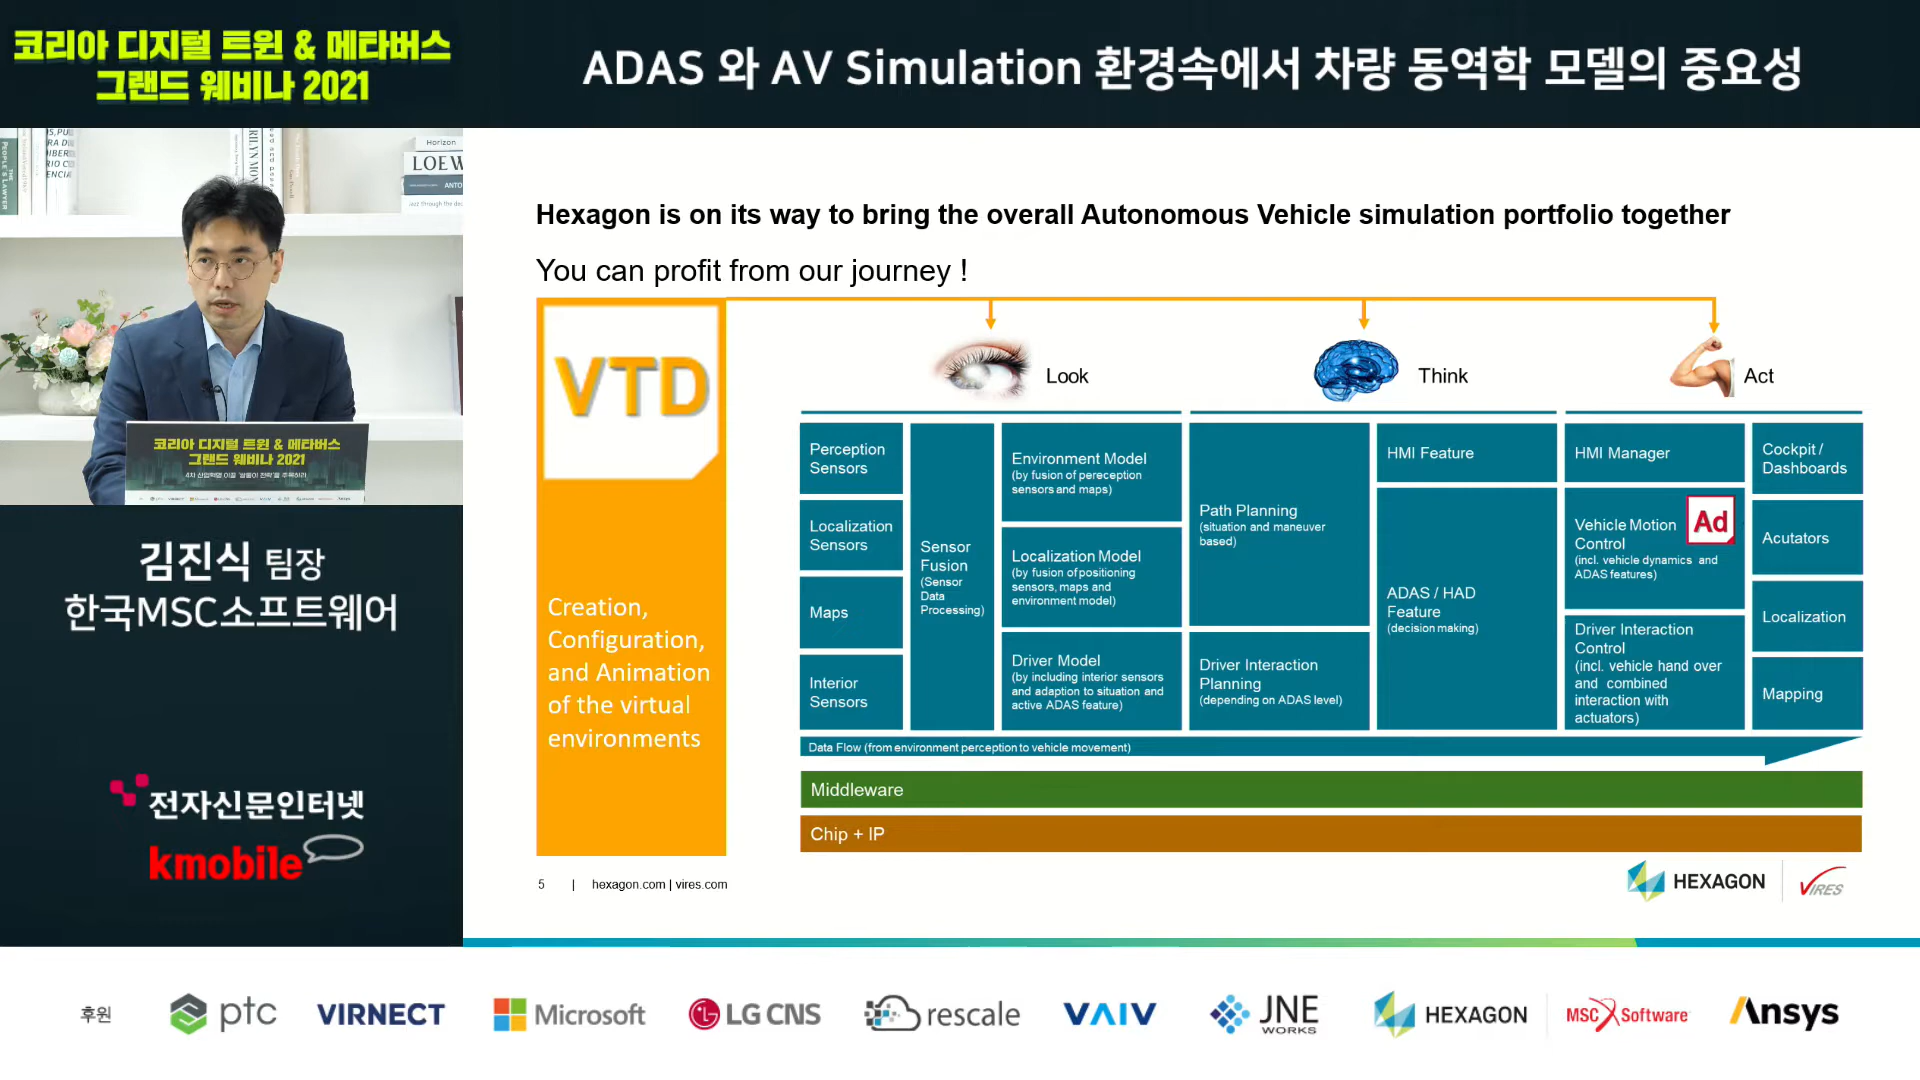 코리아 디지털 트윈 & 메타버스
그랜드 웨비나 2021
ADAS 와 AV Simulation 환경속에서 차량 동역학 모델의 중요성
PEOPLE'S LAWYER
Horizon
LOEW
ANTO
코리아 디지털 트윈 & 메타버스
그랜드 웨비나 2021
김진식 팀장
한국MSC소프트웨어
전자신문인터넷
kmobile
Hexagon is on its way to bring the overall Autonomous Vehicle simulation portfolio together
You can profit from our journey !
VTD
Creation,
Configuration,
and Animation
of the virtual
environments
Look
Think
Act
Perception
Sensors
Localization
Sensors
Maps
Interior
Sensors
Sensor
Fusion
(Sensor
Data
Processing)
Environment Model
(by fusion of pereception
sensors and maps)
Localization Model
(by fusion of positioning
sensors, maps and
environment model)
Driver Model
(by including interior sensors
and adaption to situation and
active ADAS feature)
Path Planning
(situation and maneuver
based)
Driver Interaction
Planning
(depending on ADAS level)
HMI Feature
ADAS / HAD
Feature
(decision making)
HMI Manager
Vehicle Motion
Control
(incl. vehicle dynamics and
ADAS features)
Ad
Driver Interaction
Control
(incl. vehicle hand over
and combined
interaction with
actuators)
Cockpit /
Dashboards
Acutators
Localization
Mapping
Data Flow (from environment perception to vehicle movement)
Middleware
Chip + IP
5 | hexagon.com | vires.com
HEXAGON
VIRES
후원
ptc
VIRNECT
Microsoft
LG CNS
rescale
VAIV
JNE
WORKS
HEXAGON
MSC Software
Ansys